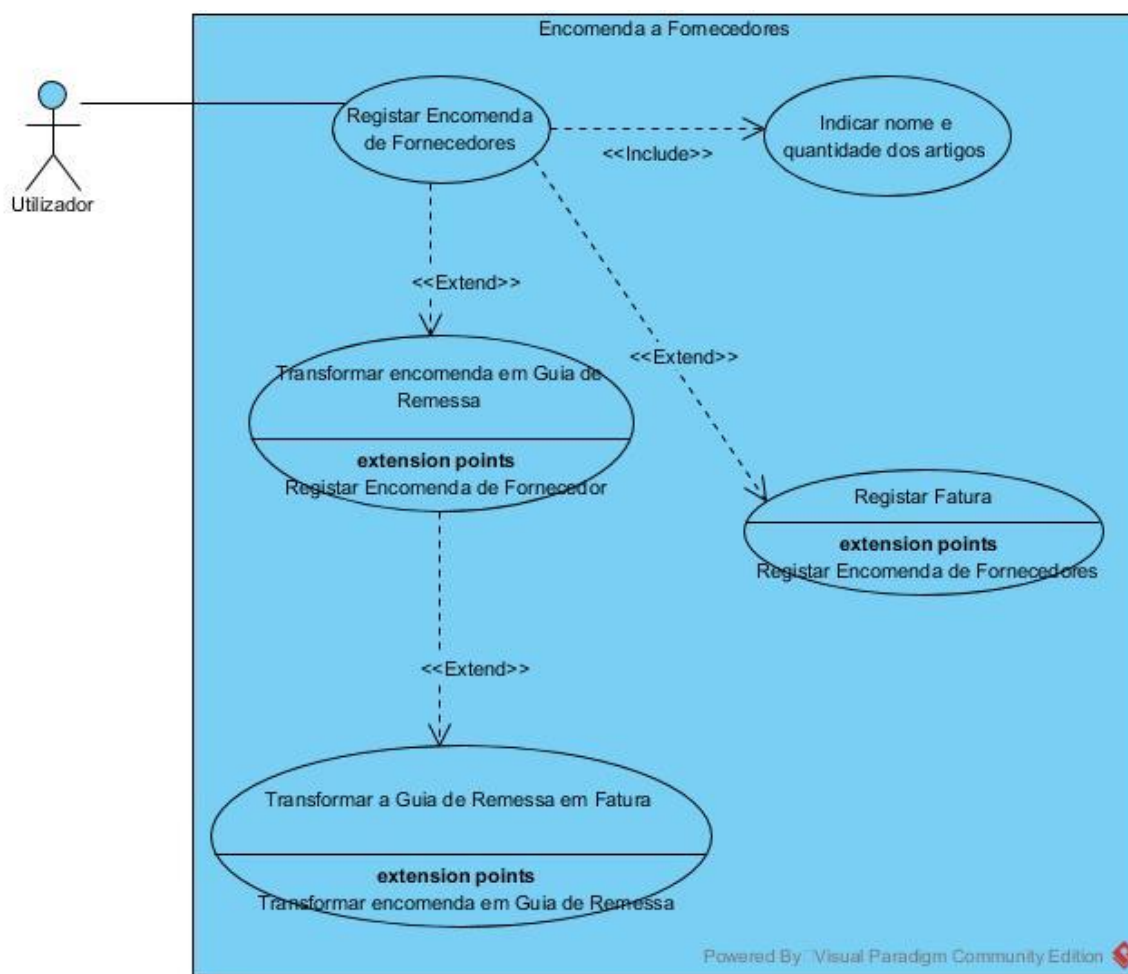 Encomenda a Fornecedores
Utilizador
Registar Encomenda
de Fornecedores
<<Include>>
Indicar nome e
quantidade dos artigos
<<Extend>>
<<Extend>>
Transformar encomenda em Guia de
Remessa
extension points
Registar Encomenda de Fornecedor
Registar Fatura
extension points
Registar Encomenda de Fornecedores
<<Extend>>
Transformar a Guia de Remessa em Fatura
extension points
Transformar encomenda em Guia de Remessa
Powered By Visual Paradigm Community Edition